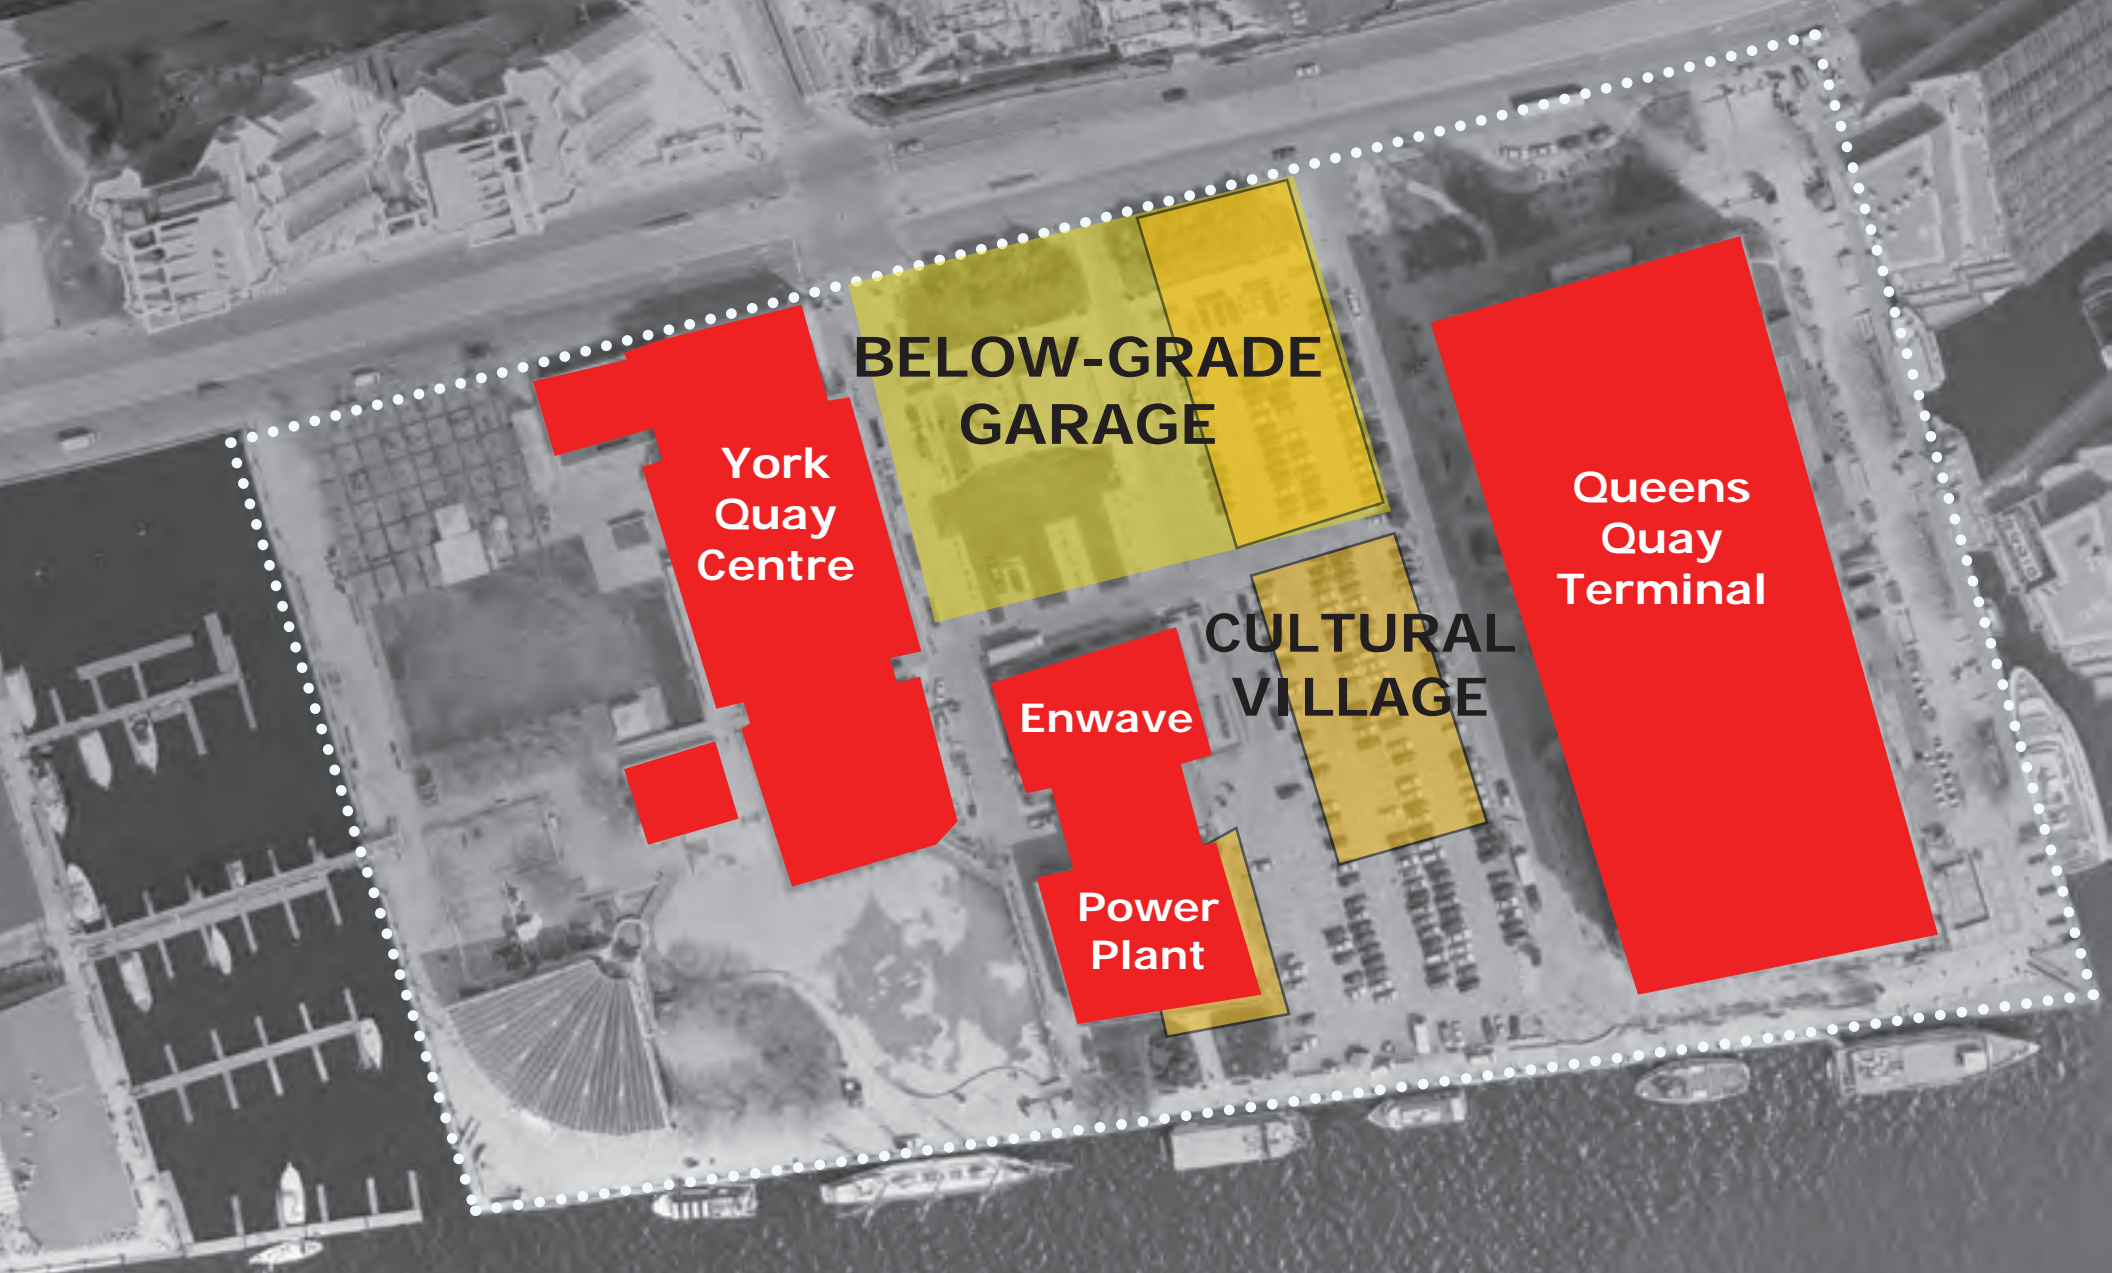 BELOW-GRADE
GARAGE
York
Quay
Centre
Queens
Quay
Terminal
CULTURAL
VILLAGE
Enwave
Power
Plant